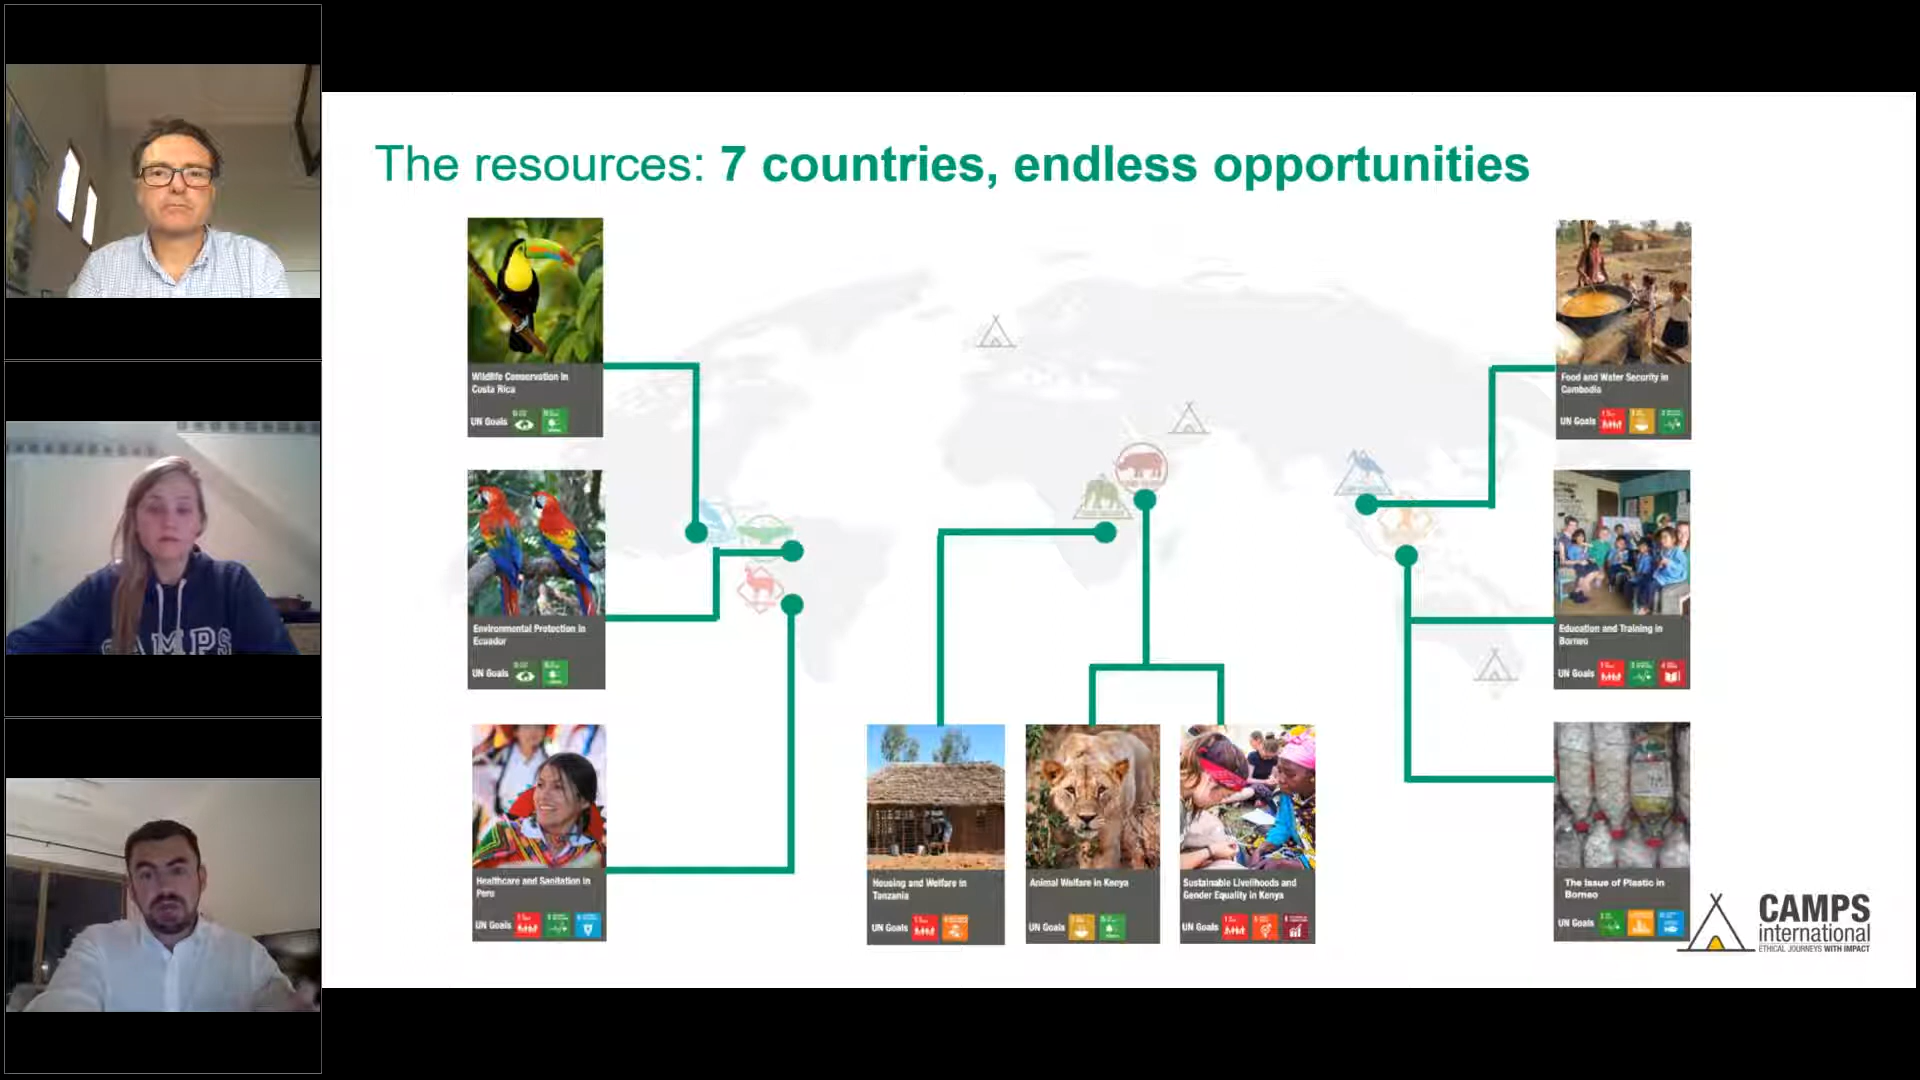 The resources: 7 countries, endless opportunities
Wildlife Conservation in
Costa Rica
UN Goals
Environmental Protection in
Ecuador
UN Goals
Healthcare and Sanitation in
Peru
UN Goals
Housing and Welfare in
Tanzania
UN Goals
Animal Welfare in Kenya
UN Goals
Sustainable Livelihoods and
Gender Equality in Kenya
UN Goals
Food and Water Security in
Cambodia
UN Goals
Education and Training in
Borneo
UN Goals
The Issue of Plastic in
Borneo
UN Goals
CAMPS
international
ETHICAL JOURNEYS WITH IMPACT
CAMPS